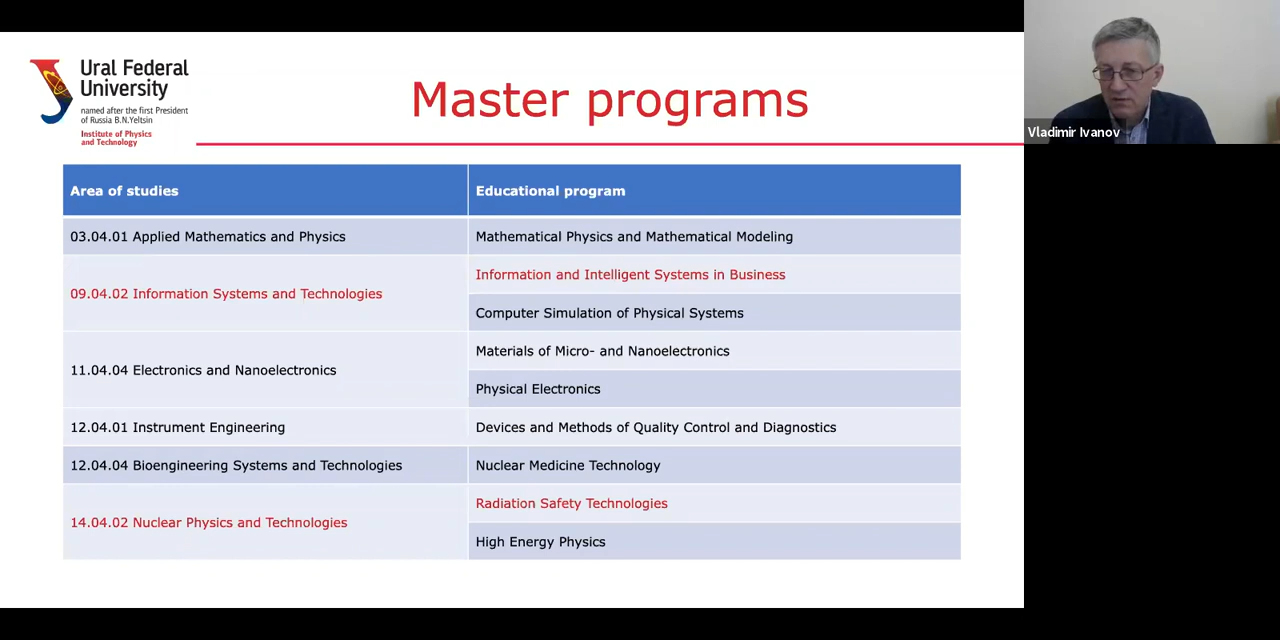 Ural Federal
University
named after the first President
of Russia B.N.Yeltsin
Institute of Physics
and Technology
Master programs
Vladimir Ivanov
Area of studies
Educational program
03.04.01 Applied Mathematics and Physics
Mathematical Physics and Mathematical Modeling
09.04.02 Information Systems and Technologies
Information and Intelligent Systems in Business
Computer Simulation of Physical Systems
11.04.04 Electronics and Nanoelectronics
Materials of Micro- and Nanoelectronics
Physical Electronics
12.04.01 Instrument Engineering
Devices and Methods of Quality Control and Diagnostics
12.04.04 Bioengineering Systems and Technologies
Nuclear Medicine Technology
14.04.02 Nuclear Physics and Technologies
Radiation Safety Technologies
High Energy Physics